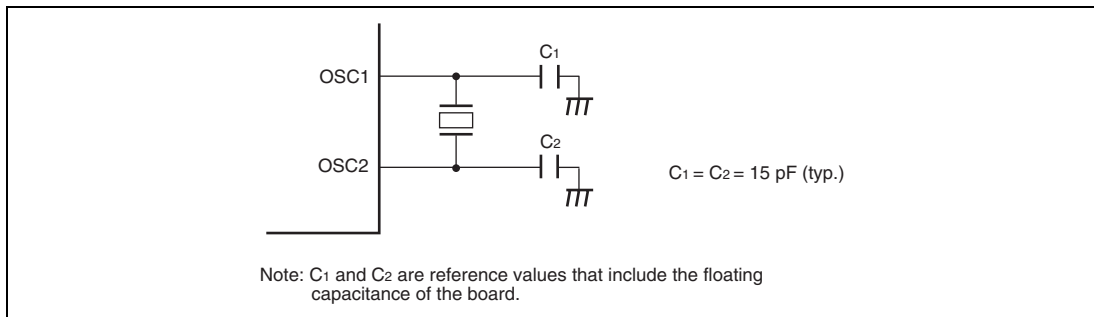 C1
OSC1
C2
OSC2
C1 = C2 = 15 pF (typ.)
Note: C1 and C2 are reference values that include the floating
capacitance of the board.